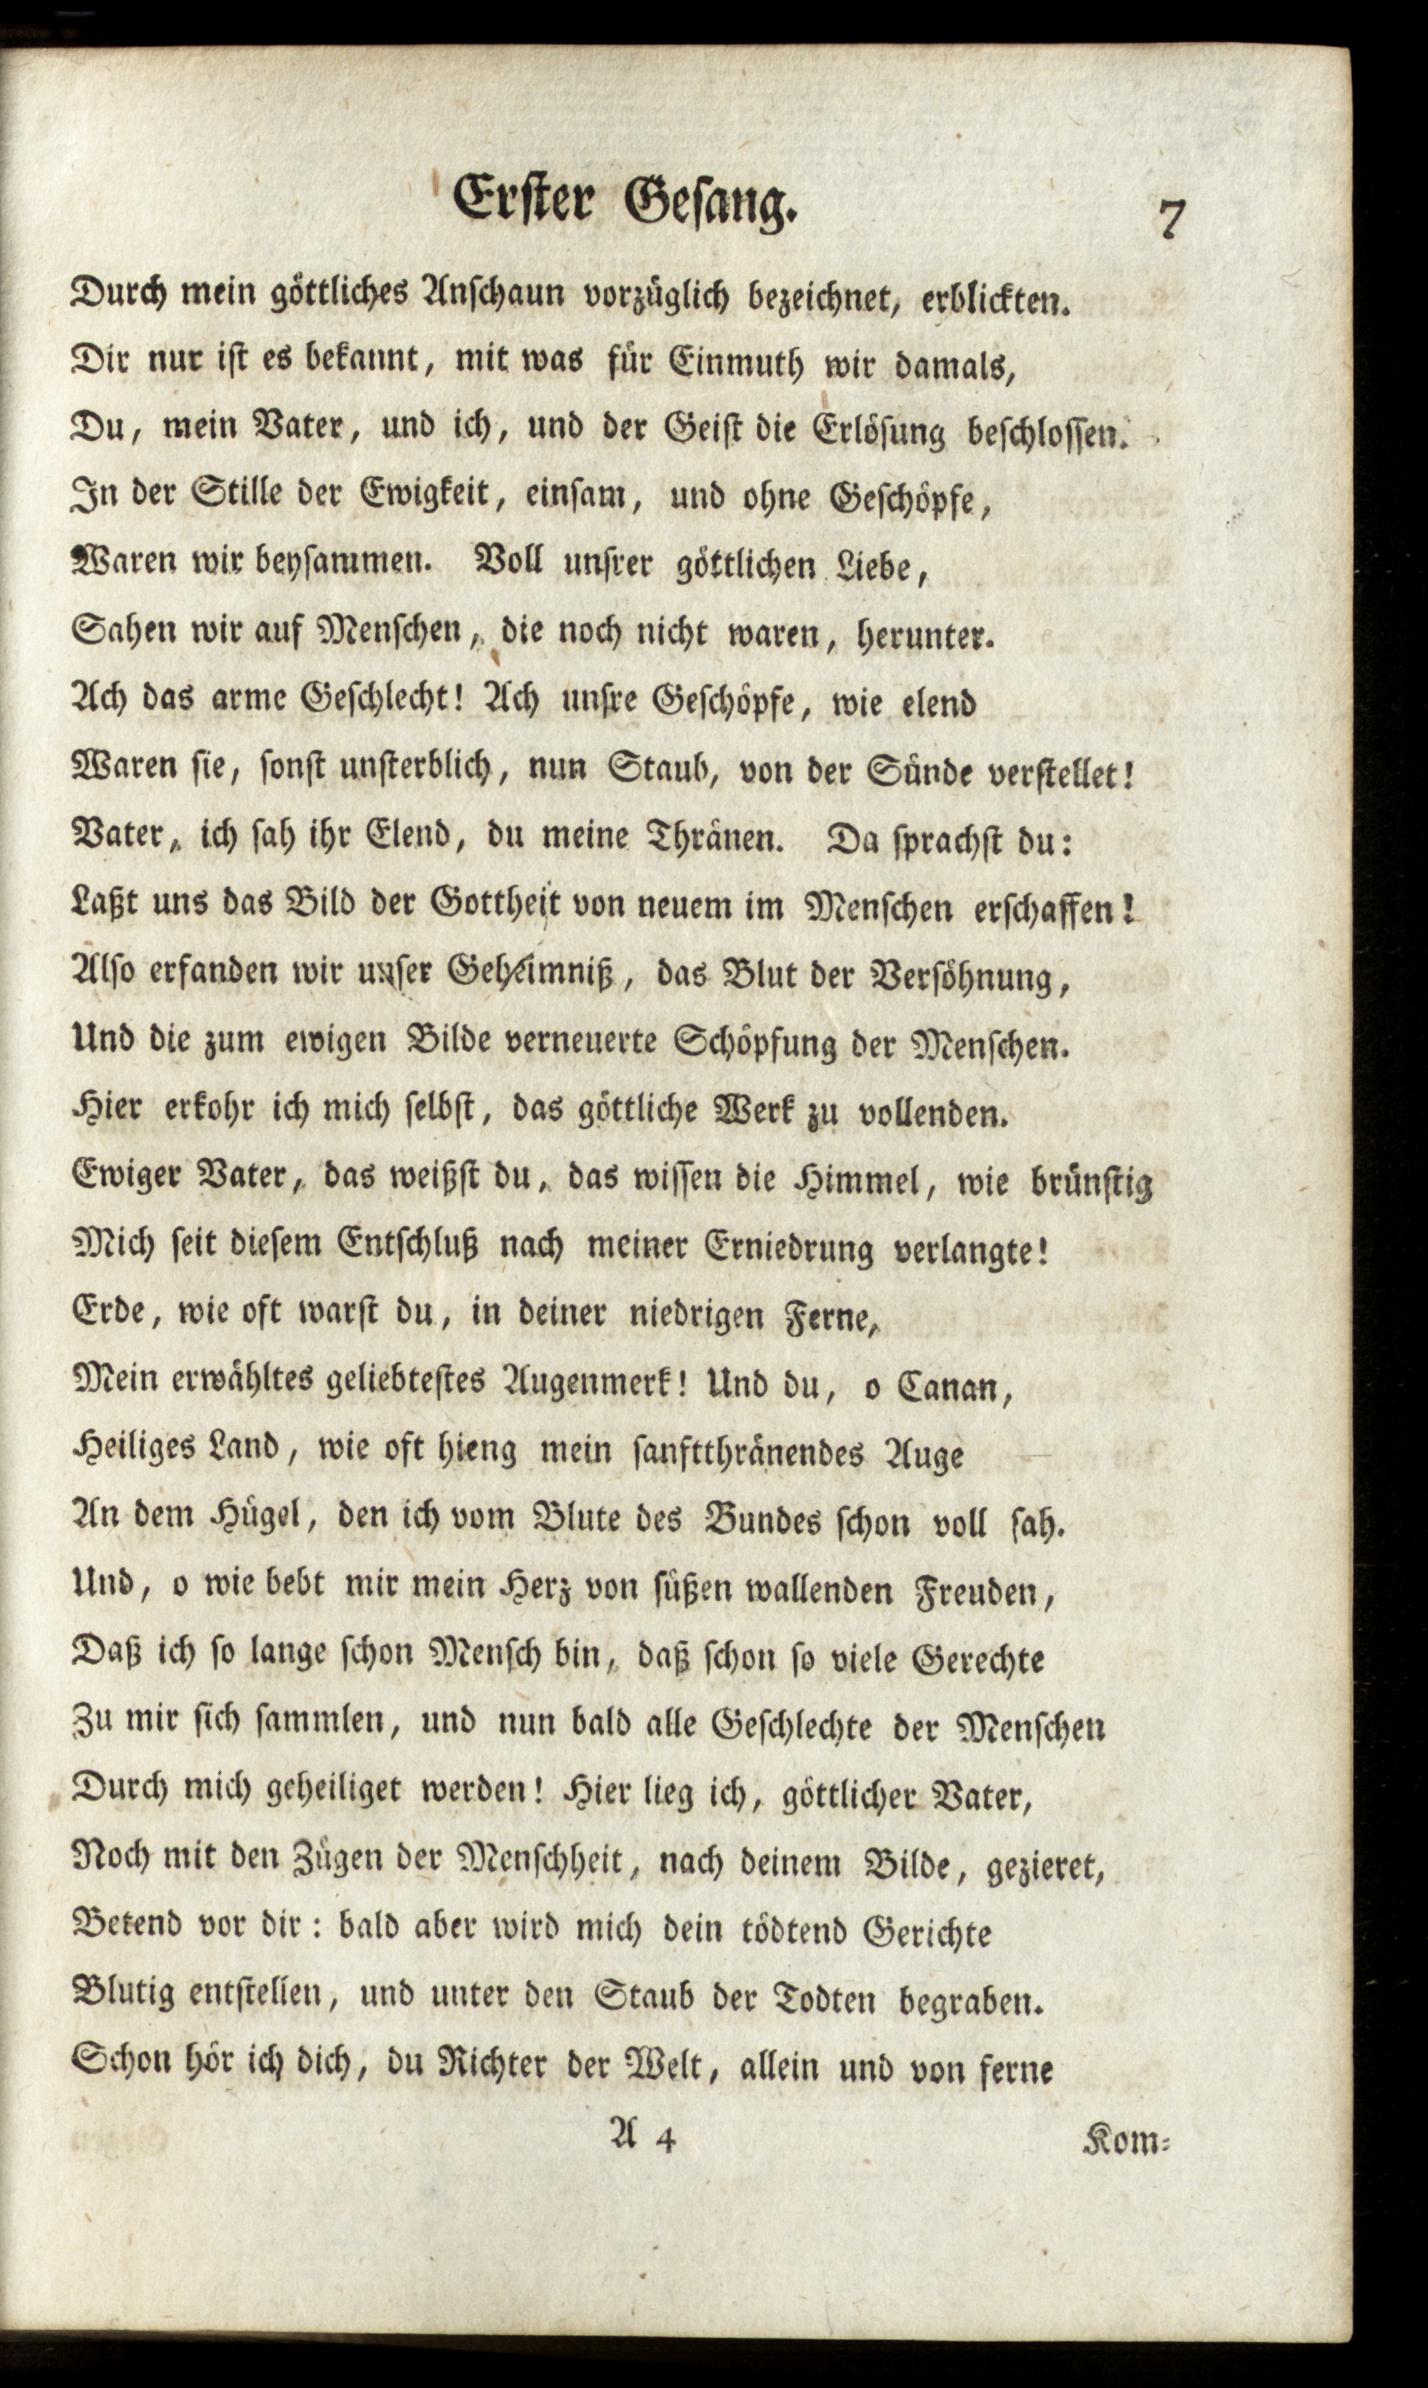 Erster Gesang. 7
Durch mein göttliches Anschaun vorzüglich bezeichnet, erblickten.
Dir nur ist es bekannt, mit was für Einmuth wir damals,
Du, mein Vater, und ich, und der Geist die Erlösung beschlossen.
In der Stille der Ewigkeit, einsam, und ohne Geschöpfe,
Waren wir beysammen. Voll unsrer göttlichen Liebe,
Sahen wir auf Menschen, die noch nicht waren, herunter.
Ach das arme Geschlecht! Ach unsre Geschöpfe, wie elend
Waren sie, sonst unsterblich, nun Staub, von der Sünde verstellet!
Vater, ich sah ihr Elend, du meine Thränen. Da sprachst du:
Laßt uns das Bild der Gottheit von neuem im Menschen erschaffen!
Also erfanden wir unser Geheimniß, das Blut der Versöhnung,
Und die zum ewigen Bilde verneuerte Schöpfung der Menschen.
Hier erkohr ich mich selbst, das göttliche Werk zu vollenden.
Ewiger Vater, das weißst du, das wissen die Himmel, wie brünstig
Mich seit diesem Entschluß nach meiner Erniedrung verlangte!
Erde, wie oft warst du, in deiner niedrigen Ferne,
Mein erwähltes geliebtestes Augenmerk! Und du, o Canan,
Heiliges Land, wie oft hieng mein sanftthränendes Auge
An dem Hügel, den ich vom Blute des Bundes schon voll sah.
Und, o wie bebt mir mein Herz von süßen wallenden Freuden,
Daß ich so lange schon Mensch bin, daß schon so viele Gerechte
Zu mir sich sammlen, und nun bald alle Geschlechte der Menschen
Durch mich geheiliget werden! Hier lieg ich, göttlicher Vater,
Noch mit den Zügen der Menschheit, nach deinem Bilde, gezieret,
Betend vor dir: bald aber wird mich dein tödtend Gerichte
Blutig entstellen, und unter den Staub der Todten begraben.
Schon hör ich dich, du Richter der Welt, allein und von ferne
A 4 Kom-